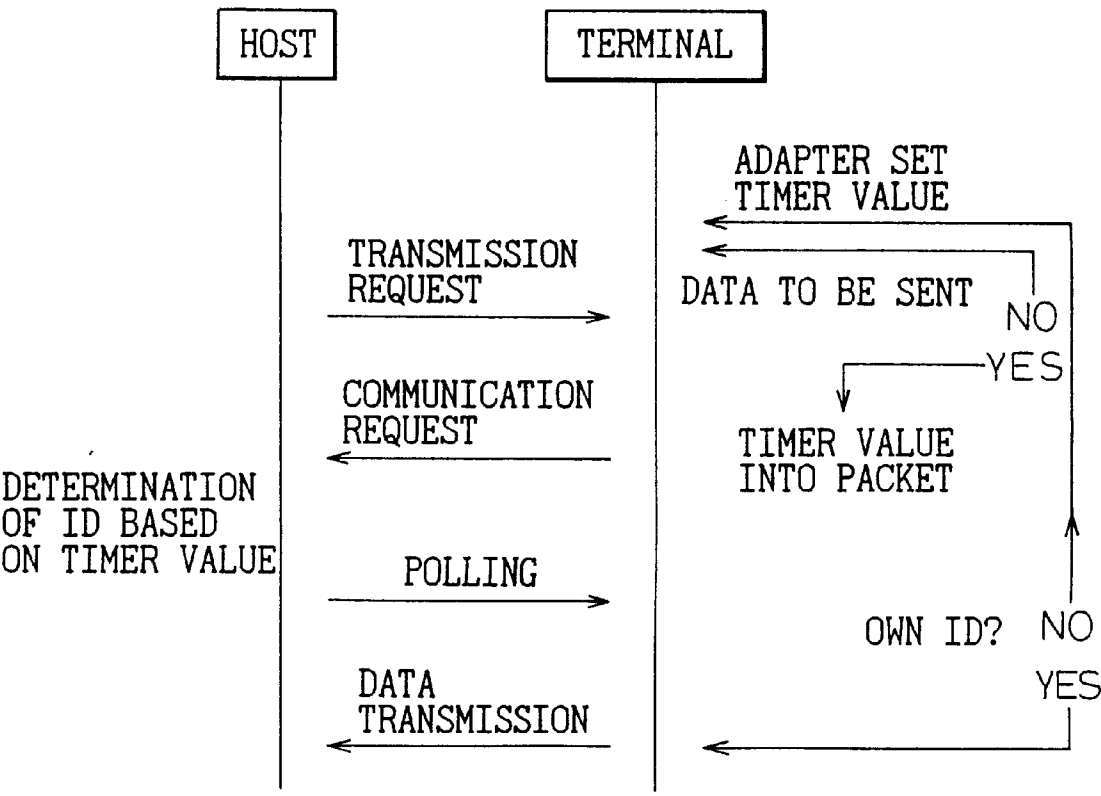 HOST
TERMINAL
ADAPTER SET
TIMER VALUE
TRANSMISSION
REQUEST
DATA TO BE SENT
NO
YES
COMMUNICATION
REQUEST
TIMER VALUE
INTO PACKET
DETERMINATION
OF ID BASED
ON TIMER VALUE
POLLING
OWN ID?
NO
YES
DATA
TRANSMISSION